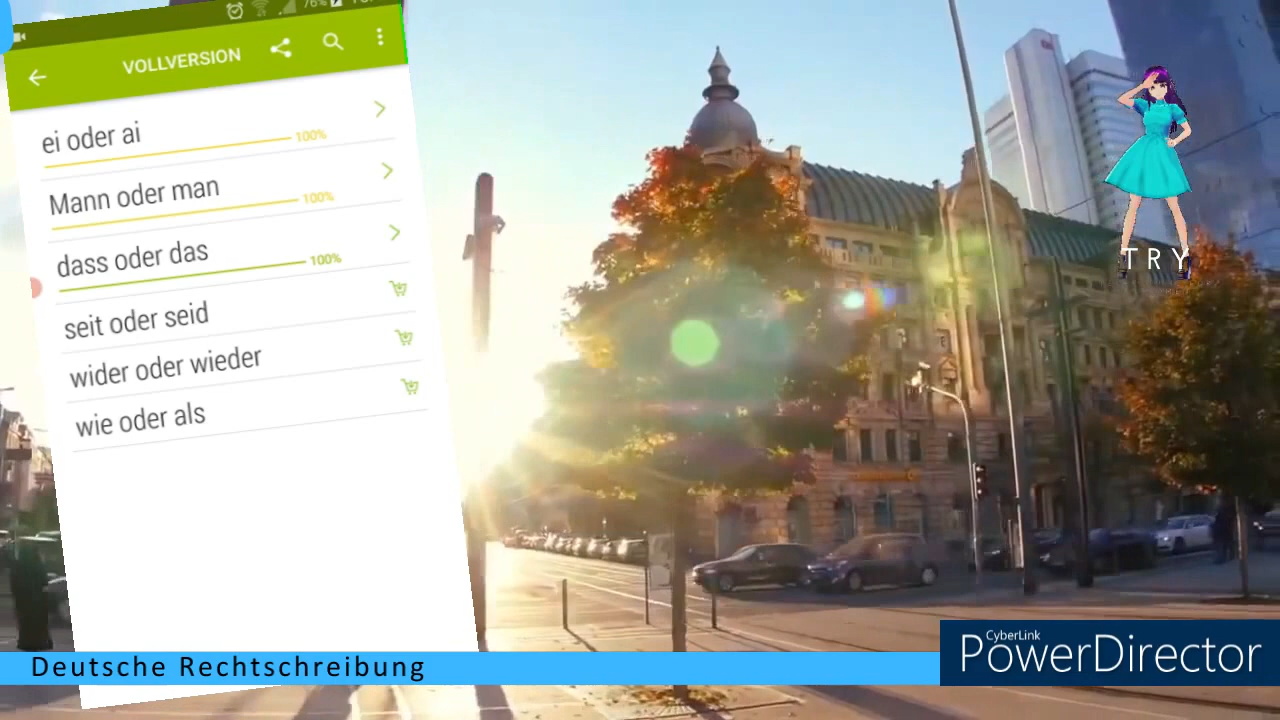 76%
VOLLVERSION
ei oder ai
100%
Mann oder man
100%
dass oder das
100%
seit oder seid
wider oder wieder
wie oder als
TRY
Deutsche Rechtschreibung
CyberLink
PowerDirector